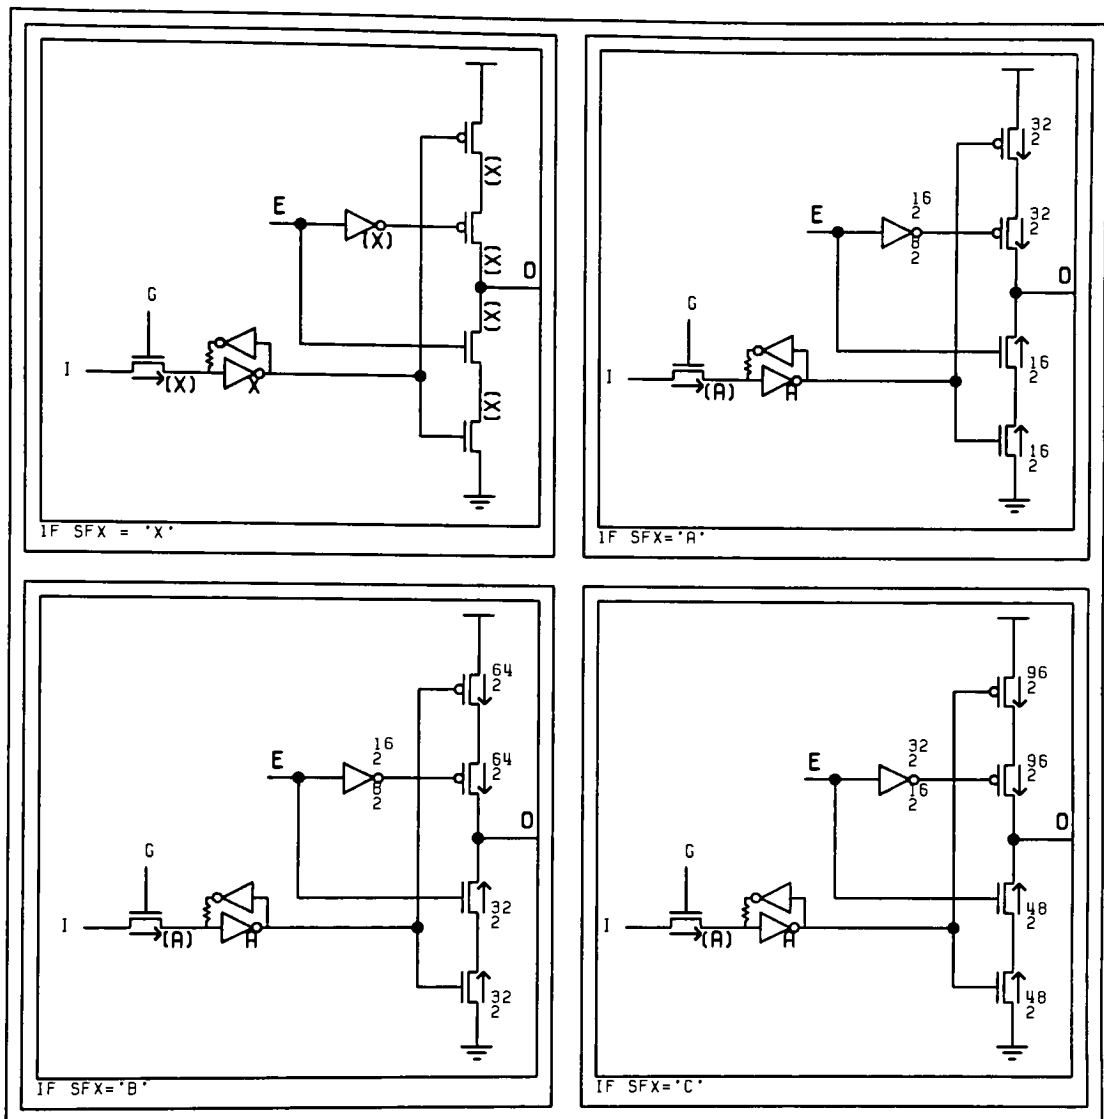 (X)
E
(X)
(X)
O
(X)
G
I
(X)
X
(X)
IF SFX = 'X'
32
2
E
16
2
8
2
32
2
O
G
I
(A)
A
16
2
16
2
IF SFX='A'
64
2
E
16
2
8
2
64
2
O
G
I
(A)
A
32
2
32
2
IF SFX='B'
96
2
E
32
2
16
2
96
2
O
G
I
(A)
A
48
2
48
2
IF SFX='C'